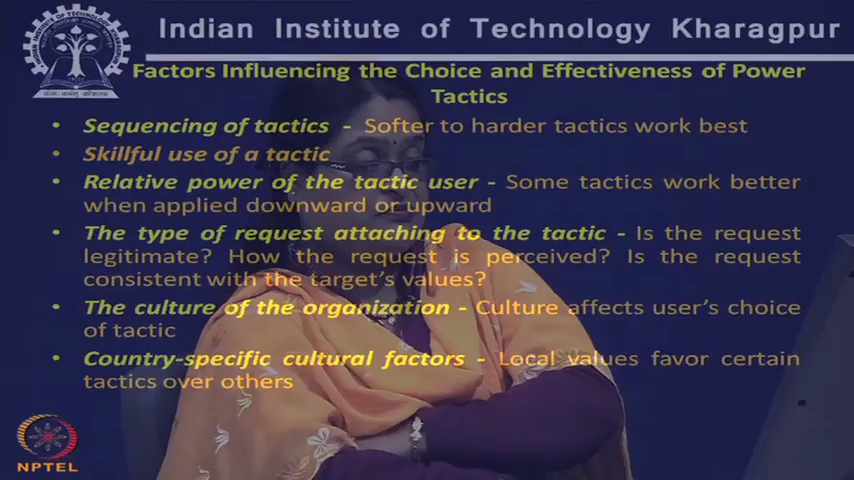 Indian Institute of Technology Kharagpur
Factors Influencing the Choice and Effectiveness of Power
Tactics
• Sequencing of tactics - Softer to harder tactics work best
• Skillful use of a tactic
• Relative power of the tactic user - Some tactics work better
when applied downward or upward
• The type of request attaching to the tactic - Is the request
legitimate? How the request is perceived? Is the request
consistent with the target's values?
• The culture of the organization - Culture affects user's choice
of tactic
• Country-specific cultural factors - Local values favor certain
tactics over others
NPTEL